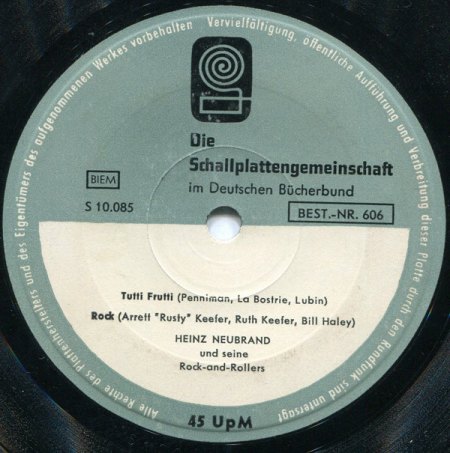 Alle Rechte des Plattenherstellers und des Eigentümers des aufgenommenen Werkes vorbehalten  Vervielfältigung, öffentliche Aufführung und Verbreitung dieser Platte durch den Rundfunk sind untersagt
Die
Schallplattengemeinschaft
im Deutschen Bücherbund
BIEM
S 10.085
BEST.-NR. 606
Tutti Frutti (Penniman, La Bostrie, Lubin)
Rock (Arrett "Rusty" Keefer, Ruth Keefer, Bill Haley)
HEINZ NEUBRAND
und seine
Rock-and-Rollers
45 UpM